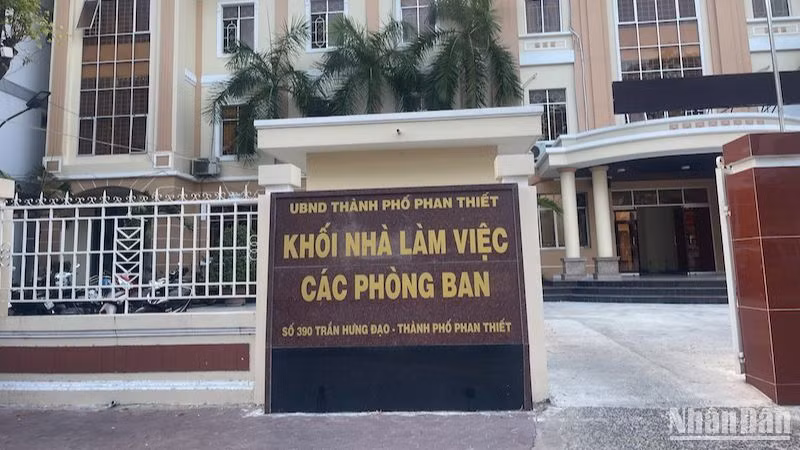 UBND THÀNH PHỐ PHAN THIẾT
KHỐI NHÀ LÀM VIỆC
CÁC PHÒNG BAN
SỐ 390 TRẦN HƯNG ĐẠO - THÀNH PHỐ PHAN THIẾT
NhânDân